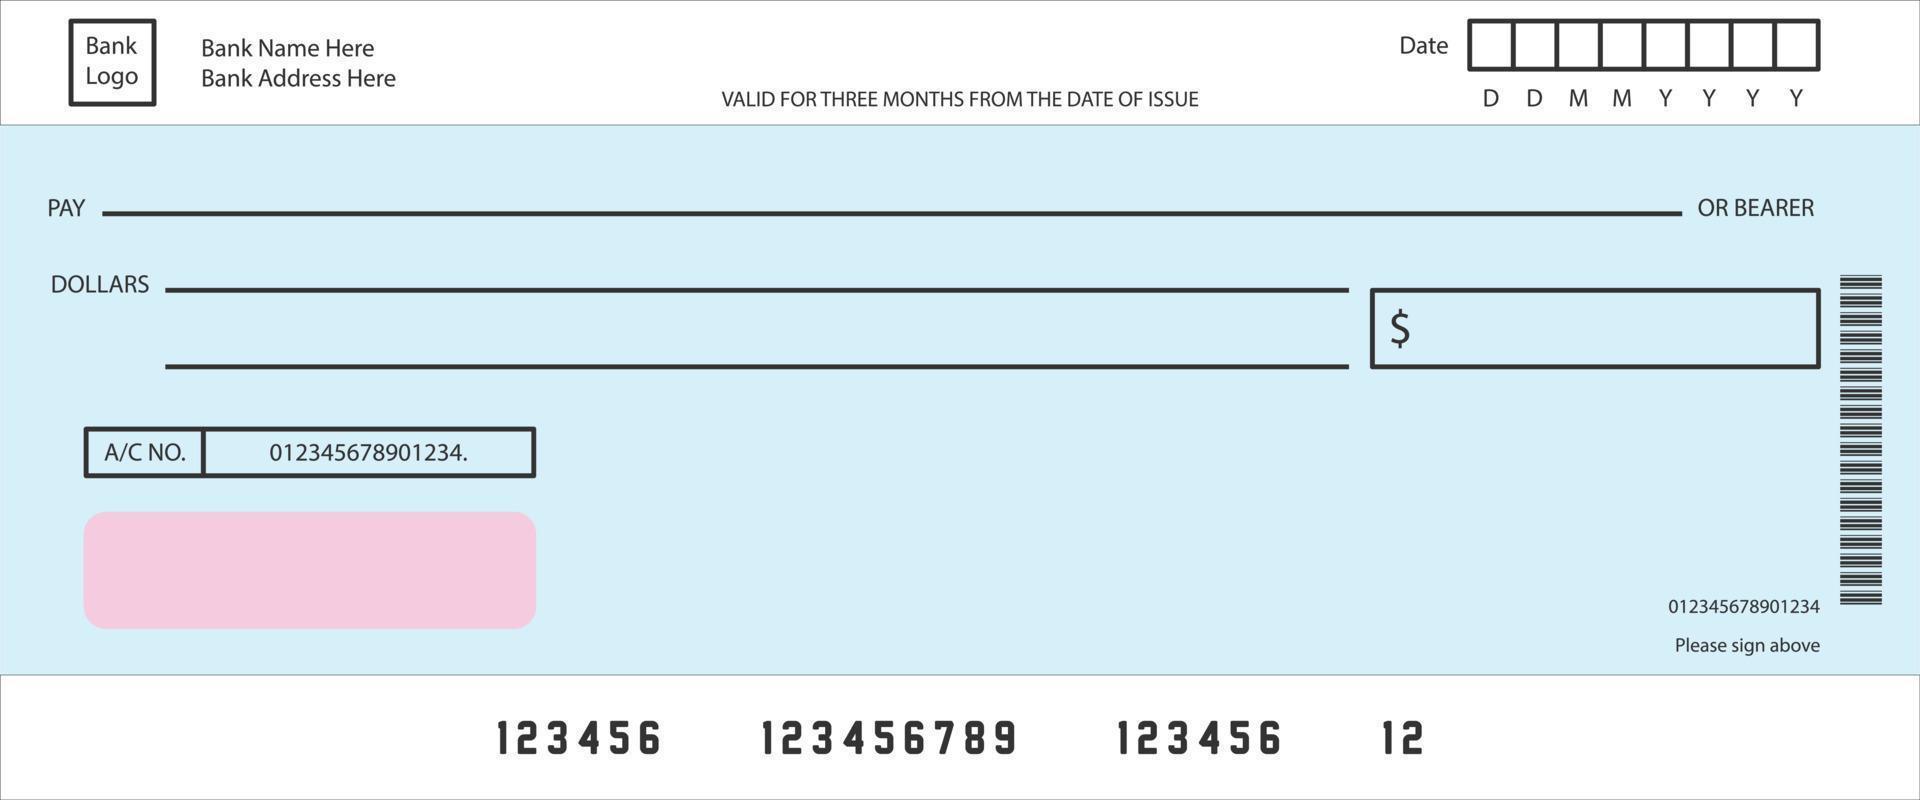 Bank
Logo
Bank Name Here
Bank Address Here
VALID FOR THREE MONTHS FROM THE DATE OF ISSUE
Date
D D M M Y Y Y Y
PAY OR BEARER
DOLLARS
$
A/C NO. 012345678901234.
012345678901234
Please sign above
123456 123456789 123456 12